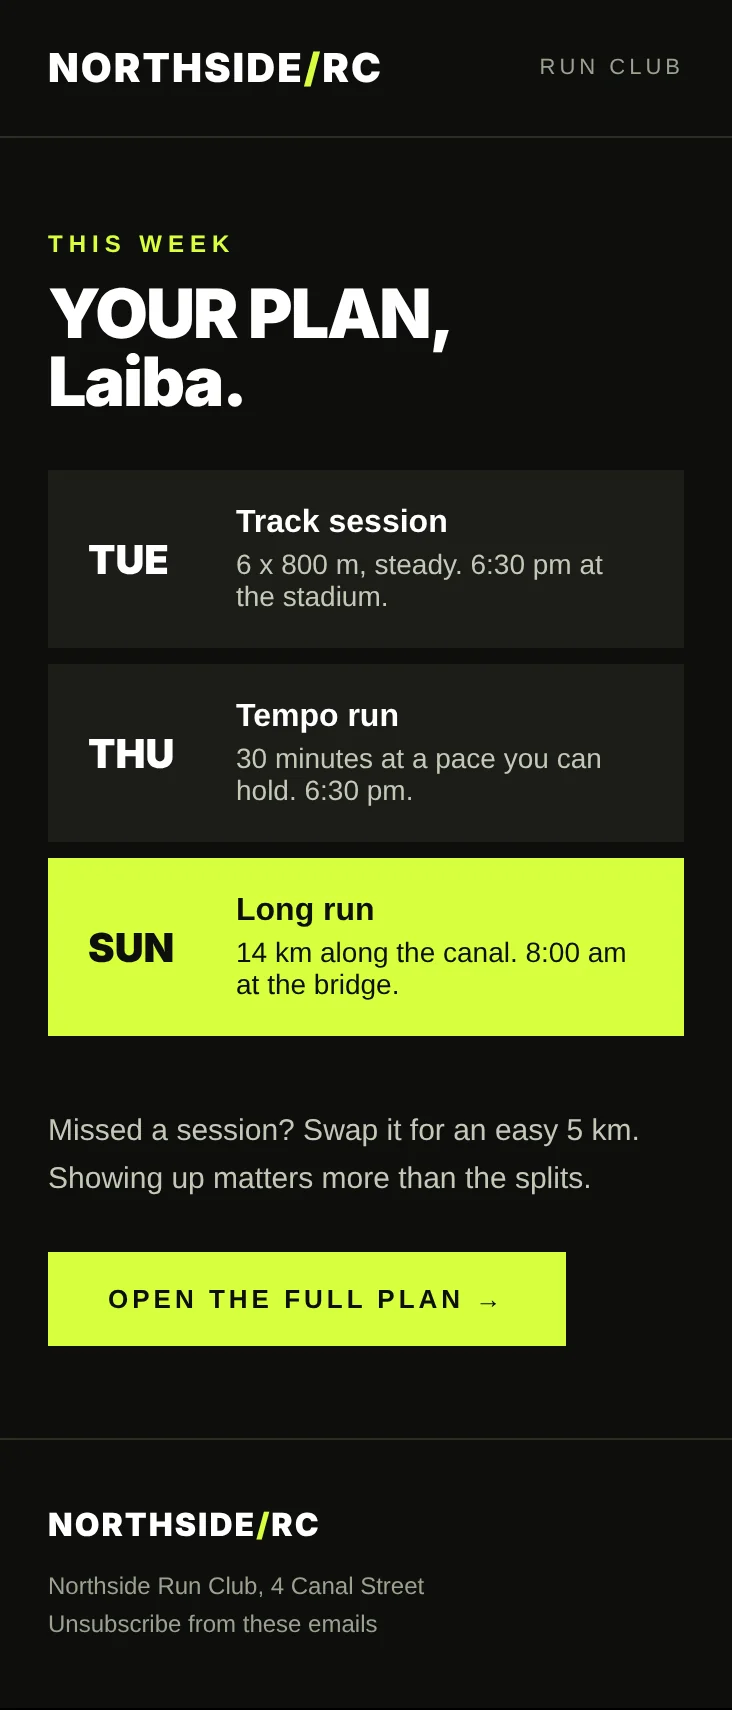 NORTHSIDE/RC
RUN CLUB
THIS WEEK
YOUR PLAN,
Laiba.
TUE
Track session
6 x 800 m, steady. 6:30 pm at
the stadium.
THU
Tempo run
30 minutes at a pace you can
hold. 6:30 pm.
SUN
Long run
14 km along the canal. 8:00 am
at the bridge.
Missed a session? Swap it for an easy 5 km.
Showing up matters more than the splits.
OPEN THE FULL PLAN →
NORTHSIDE/RC
Northside Run Club, 4 Canal Street
Unsubscribe from these emails